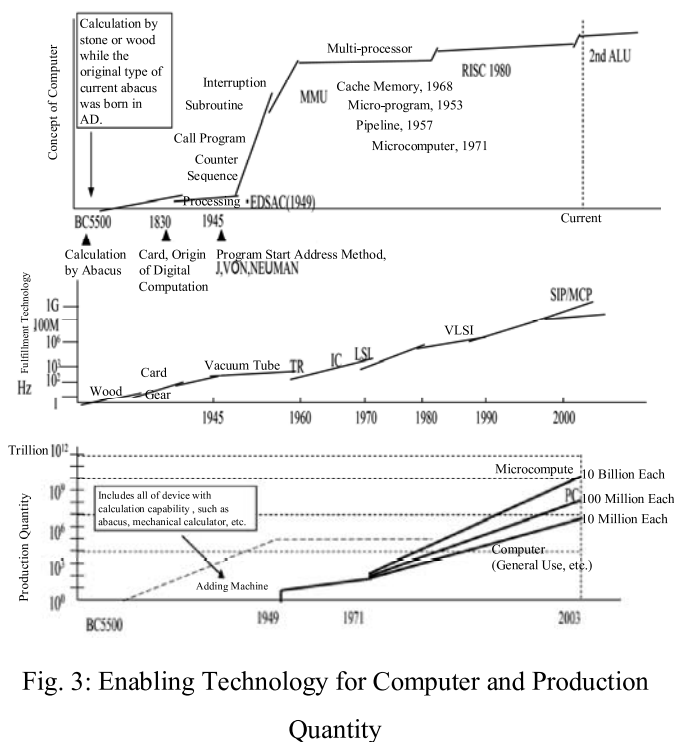 Calculation by
stone or wood
while the
original type of
current abacus
was born in
AD.
Concept of Computer
Interruption
Subroutine
Call Program
Counter
Sequence
Processing
•EDSAC(1949)
MMU
Multi-processor
Cache Memory, 1968
Micro-program, 1953
Pipeline, 1957
Microcomputer, 1971
RISC 1980
2nd ALU
BC5500
1830
1945
Current
Calculation
by Abacus
Card, Origin
of Digital
Computation
Program Start Address Method,
J,VON,NEUMAN
Fulfillment Technology
Hz
1G
100M
10⁶
10³
10²
1
Wood
Card
Gear
Vacuum Tube
TR
IC
LSI
VLSI
SIP/MCP
1945
1960
1970
1980
1990
2000
Production Quantity
Trillion 10¹²
10⁹
10⁶
10³
10⁰
Includes all of device with
calculation capability , such as
abacus, mechanical calculator, etc.
Adding Machine
Microcompute
10 Billion Each
PC
100 Million Each
10 Million Each
Computer
(General Use, etc.)
BC5500
1949
1971
2003
Fig. 3: Enabling Technology for Computer and Production
Quantity